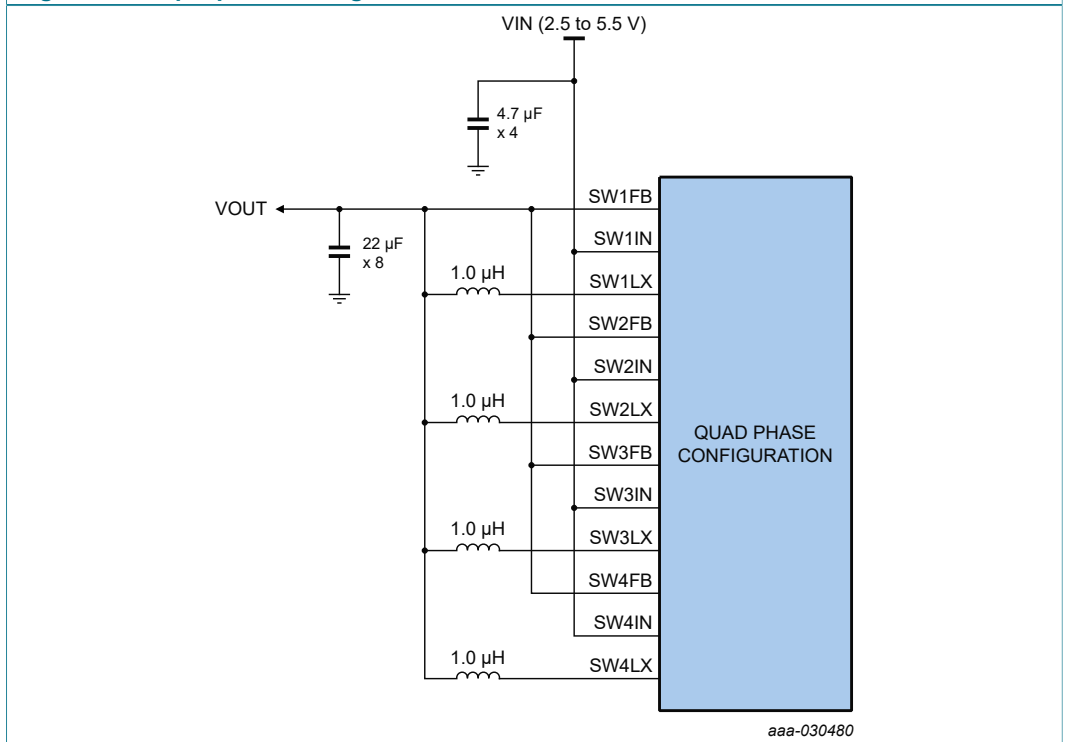 VIN (2.5 to 5.5 V)
4.7 µF
x 4
VOUT
22 µF
x 8
SW1FB
SW1IN
1.0 µH
SW1LX
SW2FB
SW2IN
1.0 µH
SW2LX
SW3FB
SW3IN
1.0 µH
SW3LX
SW4FB
SW4IN
1.0 µH
SW4LX
QUAD PHASE
CONFIGURATION
aaa-030480